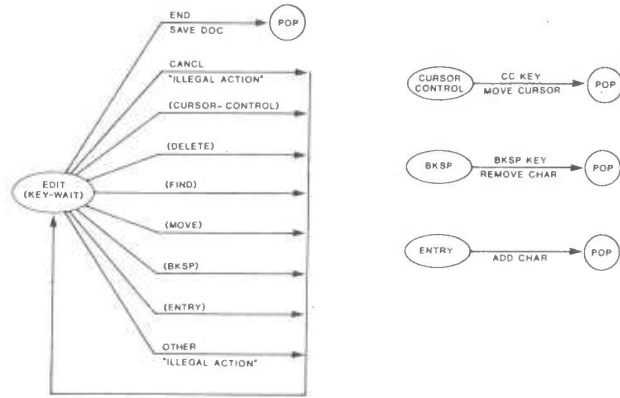 END
SAVE DOC
POP
CANCL
"ILLEGAL ACTION"
(CURSOR-CONTROL)
(DELETE)
EDIT
(KEY-WAIT)
(FIND)
(MOVE)
(BKSP)
(ENTRY)
OTHER
"ILLEGAL ACTION"
CURSOR
CONTROL
CC KEY
MOVE CURSOR
POP
BKSP
BKSP KEY
REMOVE CHAR
POP
ENTRY
ADD CHAR
POP